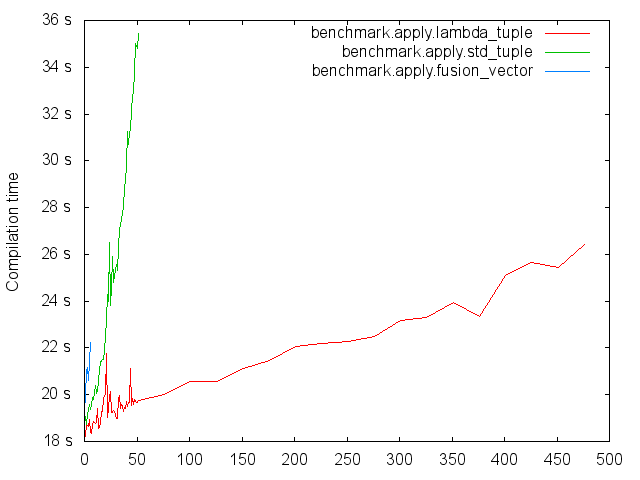 36 s
34 s
32 s
30 s
28 s
26 s
24 s
22 s
20 s
18 s
Compilation time
benchmark.apply.lambda_tuple
benchmark.apply.std_tuple
benchmark.apply.fusion_vector
0 50 100 150 200 250 300 350 400 450 500